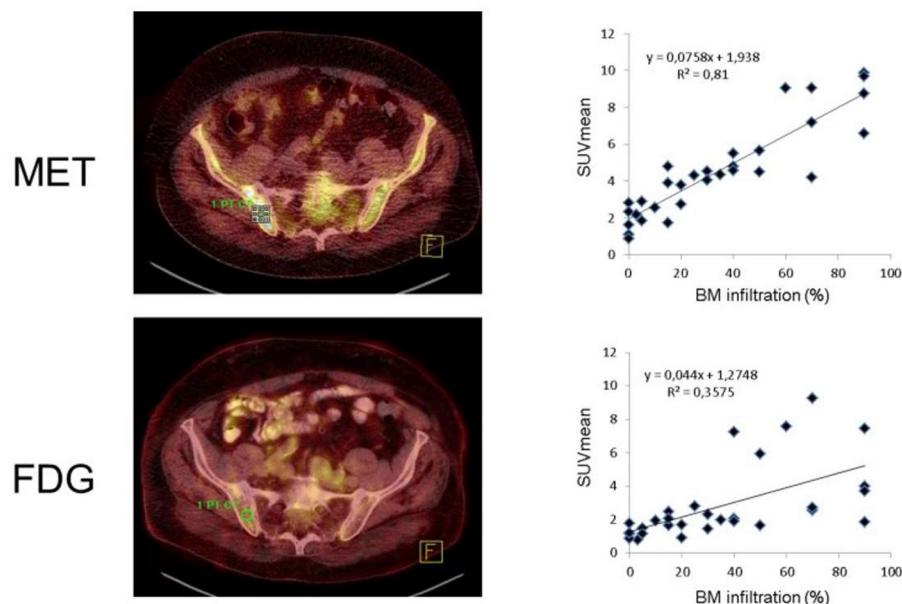 MET
1 PT CT
F
12
10
8
6
4
2
0
SUVmean
y = 0,0758x + 1,938
R² = 0,81
0 20 40 60 80 100
BM infiltration (%)
FDG
F
12
10
8
6
4
2
0
SUVmean
y = 0,044x + 1,2748
R² = 0,3575
0 20 40 60 80 100
BM infiltration (%)